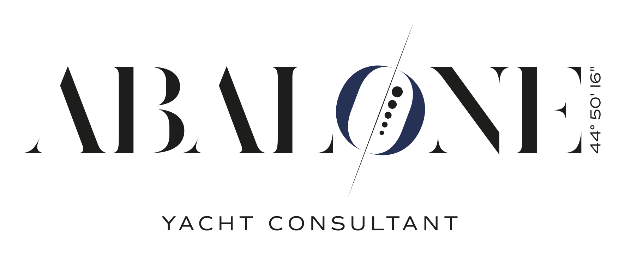 ABALONE
44° 50' 16"
YACHT CONSULTANT